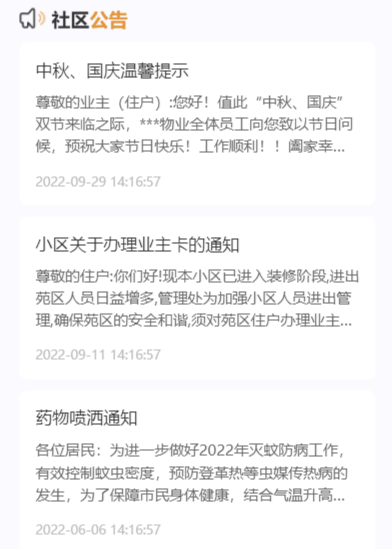 社区公告
中秋、国庆温馨提示
尊敬的业主（住户）:您好！值此“中秋、国庆”
双节来临之际，***物业全体员工向您致以节日问
候，预祝大家节日快乐！工作顺利！！阖家幸...
2022-09-29 14:16:57
小区关于办理业主卡的通知
尊敬的住户:你们好!现本小区已进入装修阶段,进出
苑区人员日益增多,管理处为加强小区人员进出管
理,确保苑区的安全和谐,须对苑区住户办理业主...
2022-09-11 14:16:57
药物喷洒通知
各位居民：为进一步做好2022年灭蚊防病工作，
有效控制蚊虫密度，预防登革热等虫媒传热病的
发生，为了保障市民身体健康，结合气温升高...
2022-06-06 14:16:57